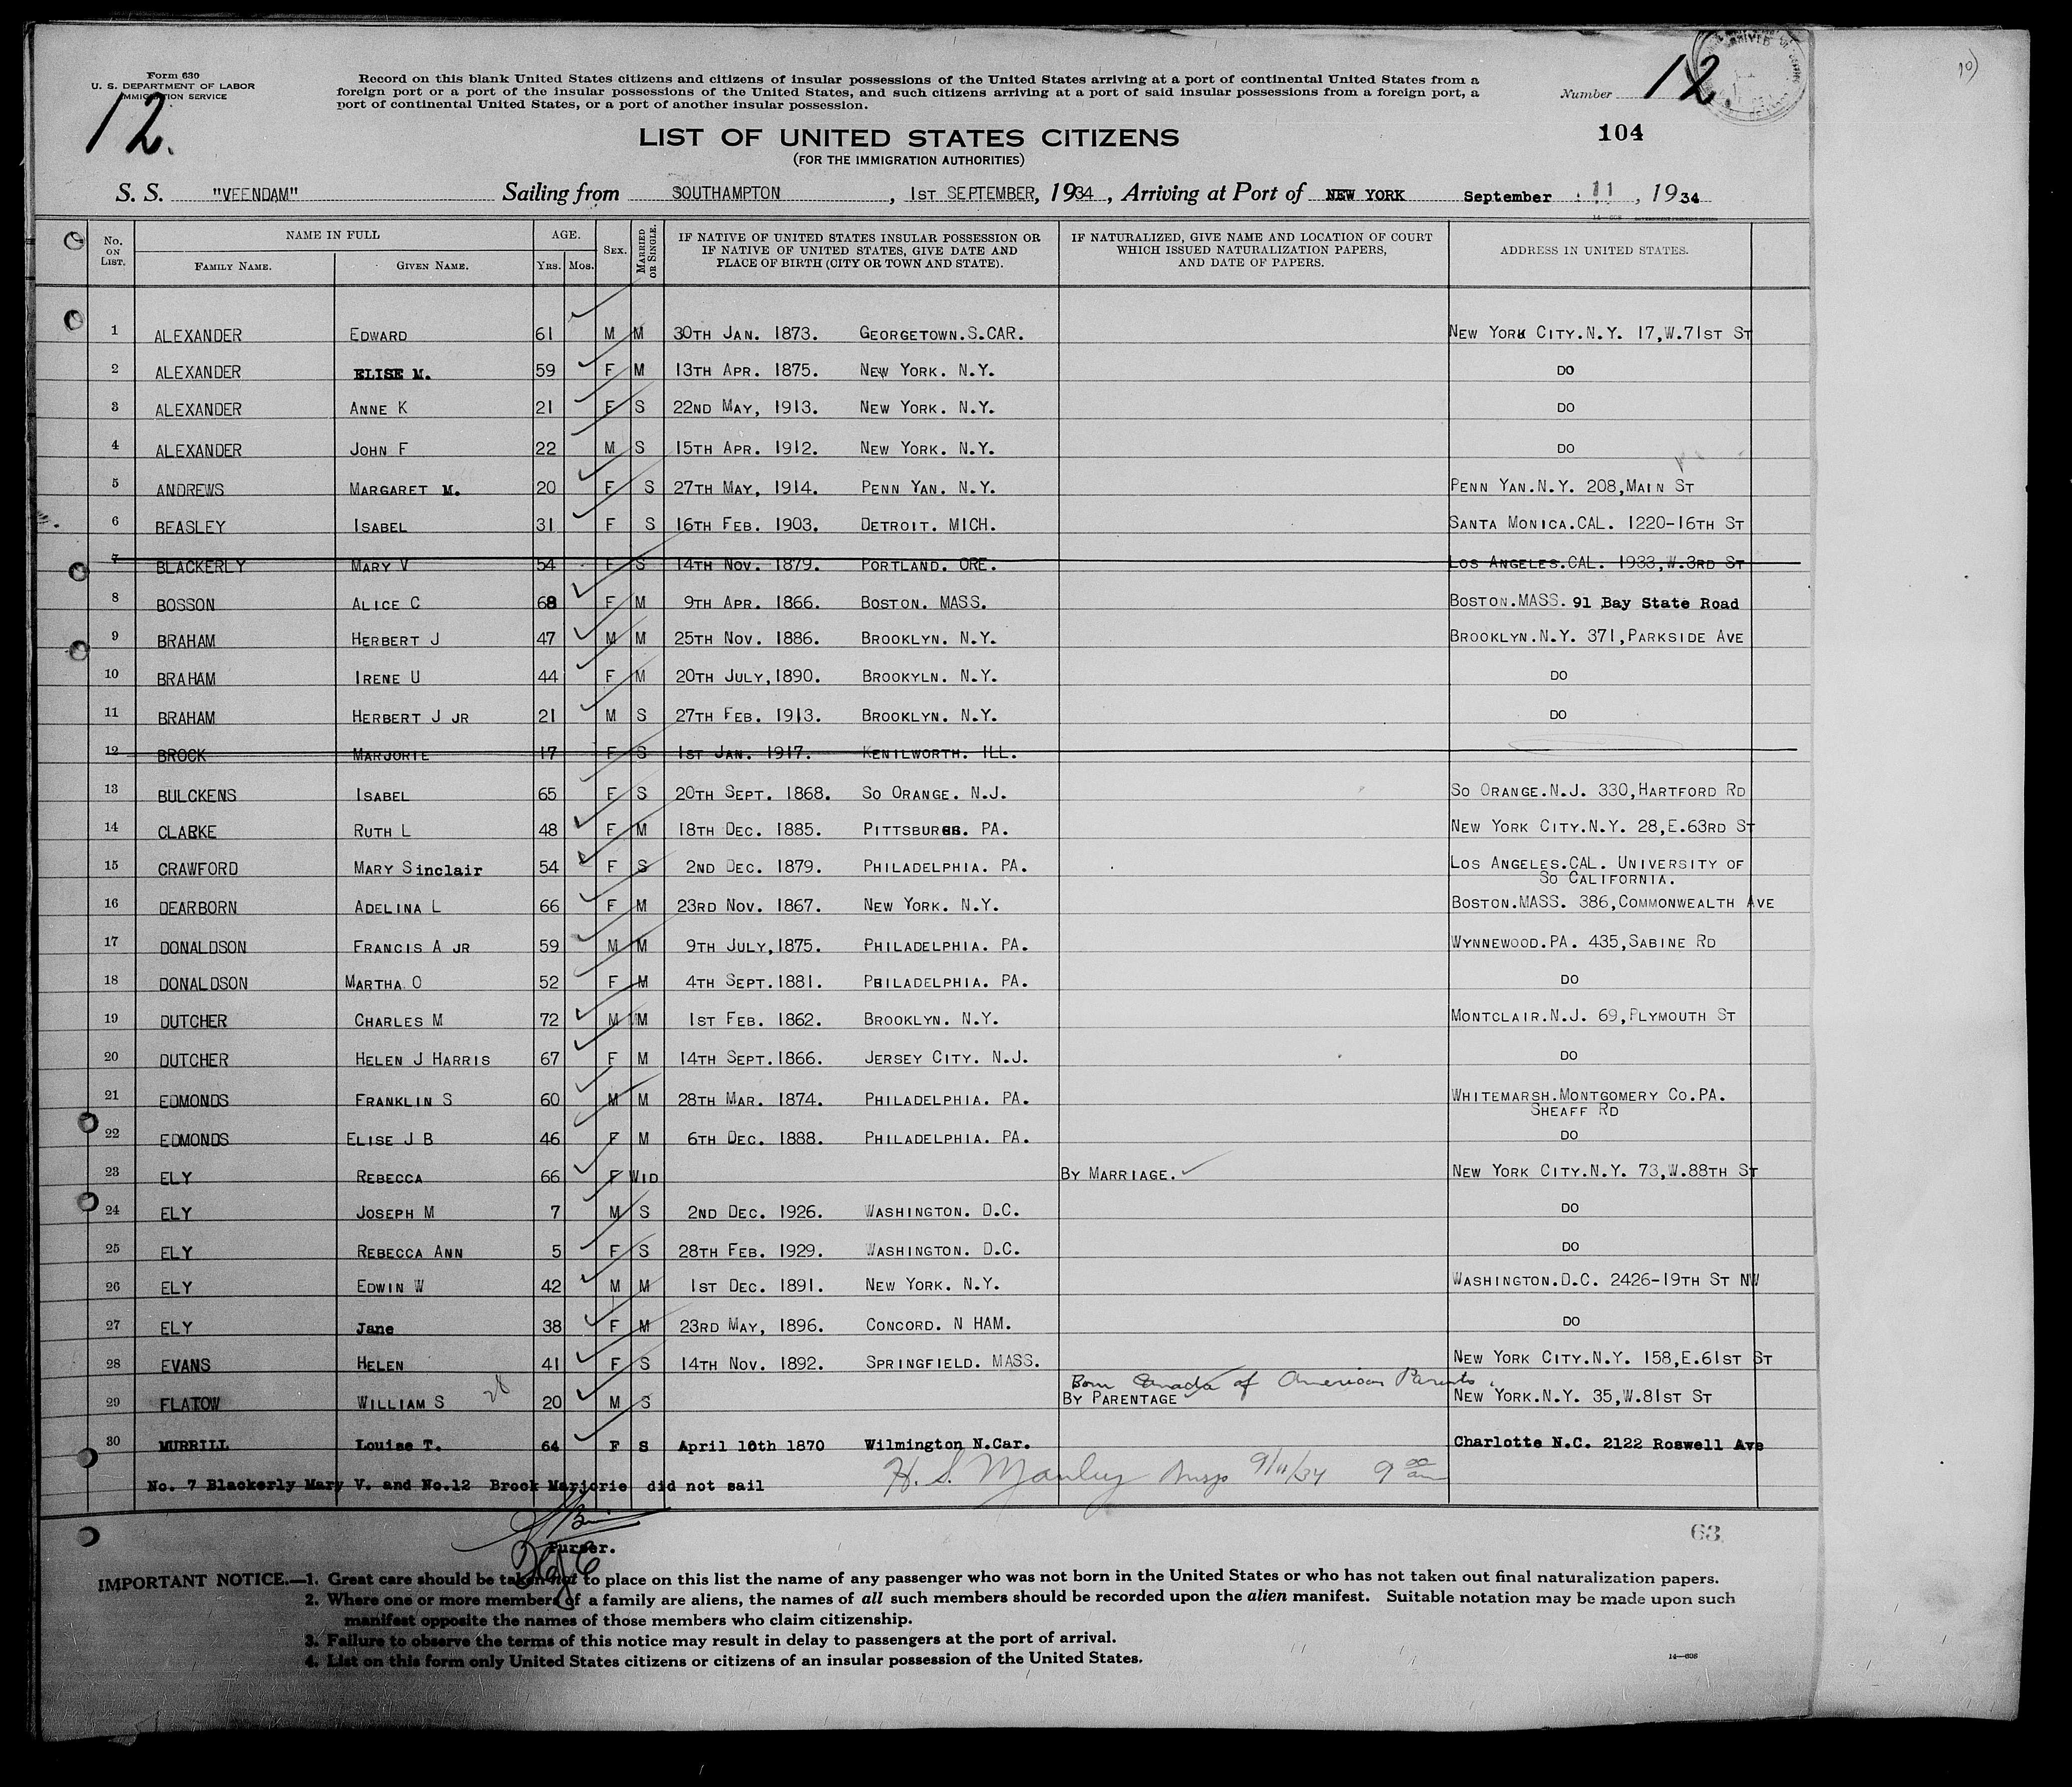 Form 630
U. S. DEPARTMENT OF LABOR
IMMIGRATION SERVICE
12.
Record on this blank United States citizens and citizens of insular possessions of the United States arriving at a port of continental United States from a
foreign port or a port of the insular possessions of the United States, and such citizens arriving at a port of said insular possessions from a foreign port, a
port of continental United States, or a port of another insular possession.
Number 12
104
LIST OF UNITED STATES CITIZENS
(FOR THE IMMIGRATION AUTHORITIES)
S. S. "VEENDAM" Sailing from SOUTHAMPTON, 1ST SEPTEMBER, 1934, Arriving at Port of NEW YORK September 11, 1934
No. ON LIST. NAME IN FULL FAMILY NAME. GIVEN NAME. AGE. YRS. MOS. SEX. MARRIED OR SINGLE. IF NATIVE OF UNITED STATES INSULAR POSSESSION OR IF NATIVE OF UNITED STATES, GIVE DATE AND PLACE OF BIRTH (CITY OR TOWN AND STATE). IF NATURALIZED, GIVE NAME AND LOCATION OF COURT WHICH ISSUED NATURALIZATION PAPERS, AND DATE OF PAPERS. ADDRESS IN UNITED STATES.
1 ALEXANDER EDWARD 61 M M 30TH JAN. 1873. GEORGETOWN.S.CAR. NEW YORK CITY.N.Y. 17,W.71ST ST
2 ALEXANDER ELISE M. 59 F M 13TH APR. 1875. NEW YORK. N.Y. DO
3 ALEXANDER ANNE K 21 F S 22ND MAY, 1913. NEW YORK. N.Y. DO
4 ALEXANDER JOHN F 22 M S 15TH APR. 1912. NEW YORK. N.Y. DO
5 ANDREWS MARGARET M. 20 F S 27TH MAY, 1914. PENN YAN. N.Y. PENN YAN.N.Y. 208,MAIN ST
6 BEASLEY ISABEL 31 F S 16TH FEB. 1903. DETROIT. MICH. SANTA MONICA.CAL. 1220-16TH ST
7 BLACKERLY MARY V 54 F S 14TH NOV. 1879. PORTLAND. ORE. LOS ANGELES.CAL. 1933,W.3RD ST
8 BOSSON ALICE C 68 F M 9TH APR. 1866. BOSTON. MASS. BOSTON.MASS. 91 Bay State Road
9 BRAHAM HERBERT J 47 M M 25TH NOV. 1886. BROOKLYN. N.Y. BROOKLYN.N.Y. 371,PARKSIDE AVE
10 BRAHAM IRENE U 44 F M 20TH JULY,1890. BROOKYLN. N.Y. DO
11 BRAHAM HERBERT J JR 21 M S 27TH FEB. 1913. BROOKLYN. N.Y. DO
12 BROCK MARJORIE 17 F S 1ST JAN. 1917. KENILWORTH. ILL.
13 BULCKENS ISABEL 65 F S 20TH SEPT. 1868. SO ORANGE. N.J. SO ORANGE.N.J. 330,HARTFORD RD
14 CLARKE RUTH L 48 F M 18TH DEC. 1885. PITTSBURGH. PA. NEW YORK CITY.N.Y. 28,E.63RD ST
15 CRAWFORD MARY Sinclair 54 F S 2ND DEC. 1879. PHILADELPHIA. PA. LOS ANGELES.CAL. UNIVERSITY OF
SO CALIFORNIA.
16 DEARBORN ADELINA L 66 F M 23RD NOV. 1867. NEW YORK. N.Y. BOSTON.MASS. 386,COMMONWEALTH AVE
17 DONALDSON FRANCIS A JR 59 M M 9TH JULY,1875. PHILADELPHIA. PA. WYNNEWOOD.PA. 435,SABINE RD
18 DONALDSON MARTHA O 52 F M 4TH SEPT.1881. PHILADELPHIA. PA. DO
19 DUTCHER CHARLES M 72 M M 1ST FEB. 1862. BROOKLYN. N.Y. MONTCLAIR.N.J. 69,PLYMOUTH ST
20 DUTCHER HELEN J HARRIS 67 F M 14TH SEPT.1866. JERSEY CITY. N.J. DO
21 EDMONDS FRANKLIN S 60 M M 28TH MAR. 1874. PHILADELPHIA. PA. WHITEMARSH.MONTGOMERY CO.PA.
SHEAFF RD
22 EDMONDS ELISE J B 46 F M 6TH DEC. 1888. PHILADELPHIA. PA. DO
23 ELY REBECCA 66 F WID BY MARRIAGE. NEW YORK CITY.N.Y. 73,W.88TH ST
24 ELY JOSEPH M 7 M S 2ND DEC. 1926. WASHINGTON. D.C. DO
25 ELY REBECCA ANN 5 F S 28TH FEB. 1929. WASHINGTON. D.C. DO
26 ELY EDWIN W 42 M M 1ST DEC. 1891. NEW YORK. N.Y. WASHINGTON.D.C. 2426-19TH ST NW
27 ELY Jane 38 F M 23RD MAY, 1896. CONCORD. N HAM. DO
28 EVANS HELEN 41 F S 14TH NOV. 1892. SPRINGFIELD. MASS. NEW YORK CITY.N.Y. 158,E.61ST ST
Born Canada of American Parents.
29 FLATOW WILLIAM S 28 20 M S BY PARENTAGE NEW YORK.N.Y. 35,W.81ST ST
30 MURRILL Louise T. 64 F S April 10th 1870 Wilmington N.Car. Charlotte N.C. 2122 Roswell Ave
No. 7 Blackerly Mary V. and No.12 Brock Marjorie did not sail
H. S. Manley Insp 9/11/34 9 00 am
Purser.
63
IMPORTANT NOTICE.—1. Great care should be taken not to place on this list the name of any passenger who was not born in the United States or who has not taken out final naturalization papers.
2. Where one or more members of a family are aliens, the names of all such members should be recorded upon the alien manifest. Suitable notation may be made upon such
manifest opposite the names of those members who claim citizenship.
3. Failure to observe the terms of this notice may result in delay to passengers at the port of arrival.
4. List on this form only United States citizens or citizens of an insular possession of the United States.
14—608